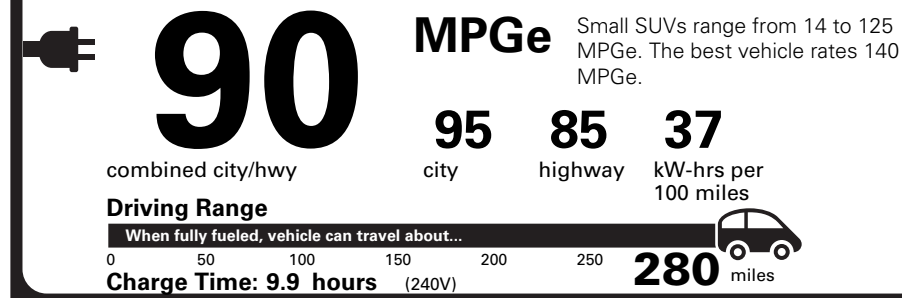 90
MPGe
Small SUVs range from 14 to 125
MPGe. The best vehicle rates 140
MPGe.
combined city/hwy
95
city
85
highway
37
kW-hrs per
100 miles
Driving Range
When fully fueled, vehicle can travel about...
0 50 100 150 200 250 280 miles
Charge Time: 9.9 hours (240V)